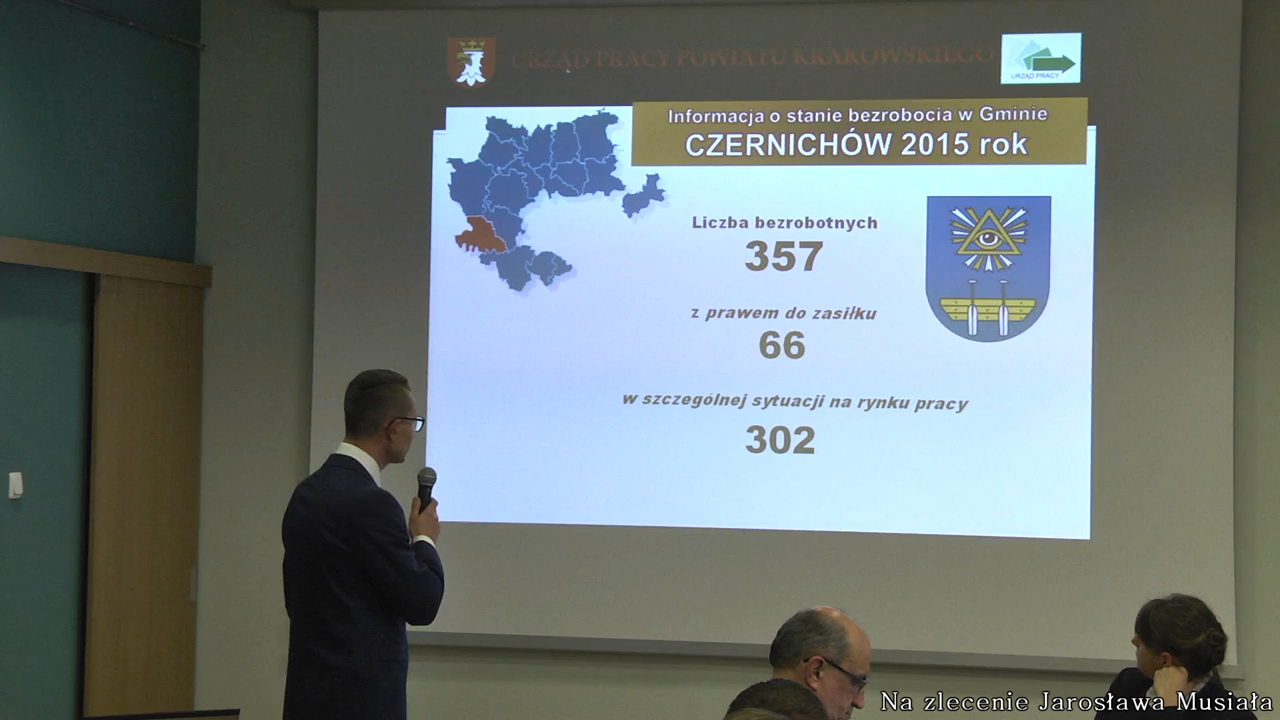 URZĄD PRACY POWIATU KRAKOWSKIEGO
URZĄD PRACY
Informacja o stanie bezrobocia w Gminie
CZERNICHÓW 2015 rok
Liczba bezrobotnych
357
z prawem do zasiłku
66
w szczególnej sytuacji na rynku pracy
302
Na zlecenie Jarosława Musiała